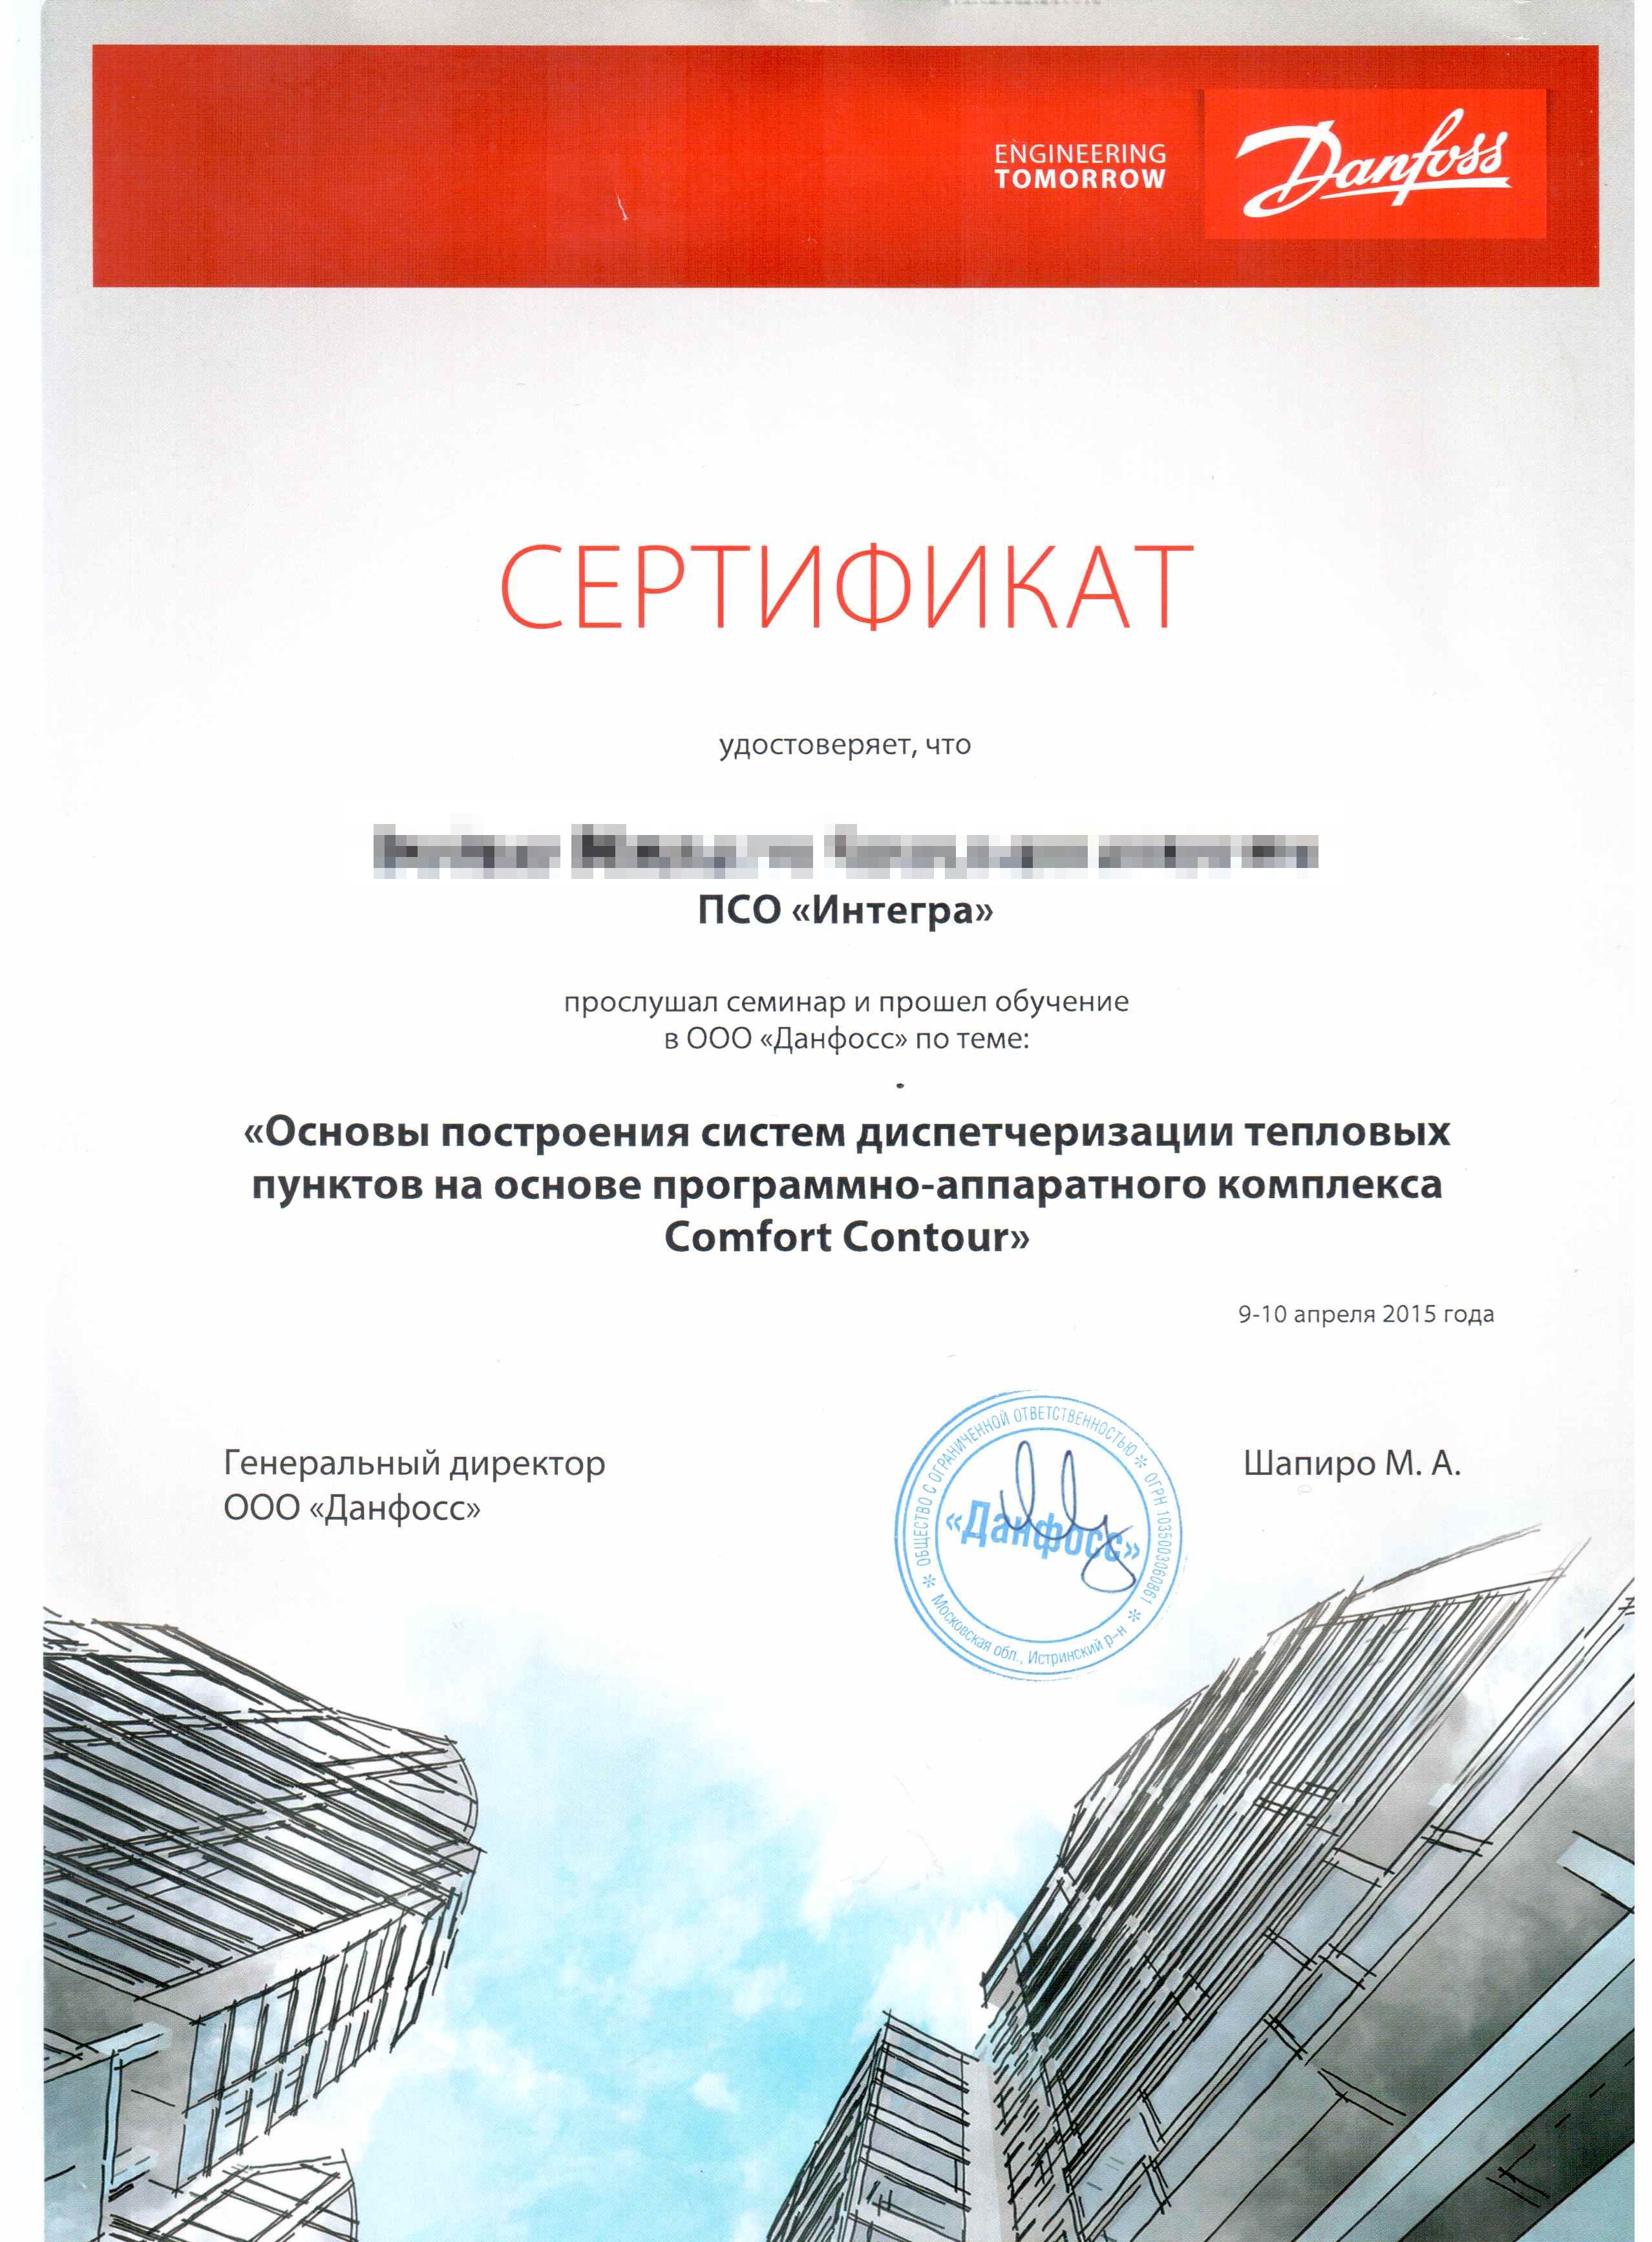 ENGINEERING
TOMORROW
Danfoss
СЕРТИФИКАТ
удостоверяет, что
ПСО «Интегра»
прослушал семинар и прошел обучение
в ООО «Данфосс» по теме:
«Основы построения систем диспетчеризации тепловых
пунктов на основе программно-аппаратного комплекса
Comfort Contour»
9-10 апреля 2015 года
Генеральный директор
ООО «Данфосс»
Шапиро М. А.
ОБЩЕСТВО С ОГРАНИЧЕННОЙ ОТВЕТСТВЕННОСТЬЮ * ОГРН 1035003060861 *
«Данфосс»
* Московская обл., Истринский р-н